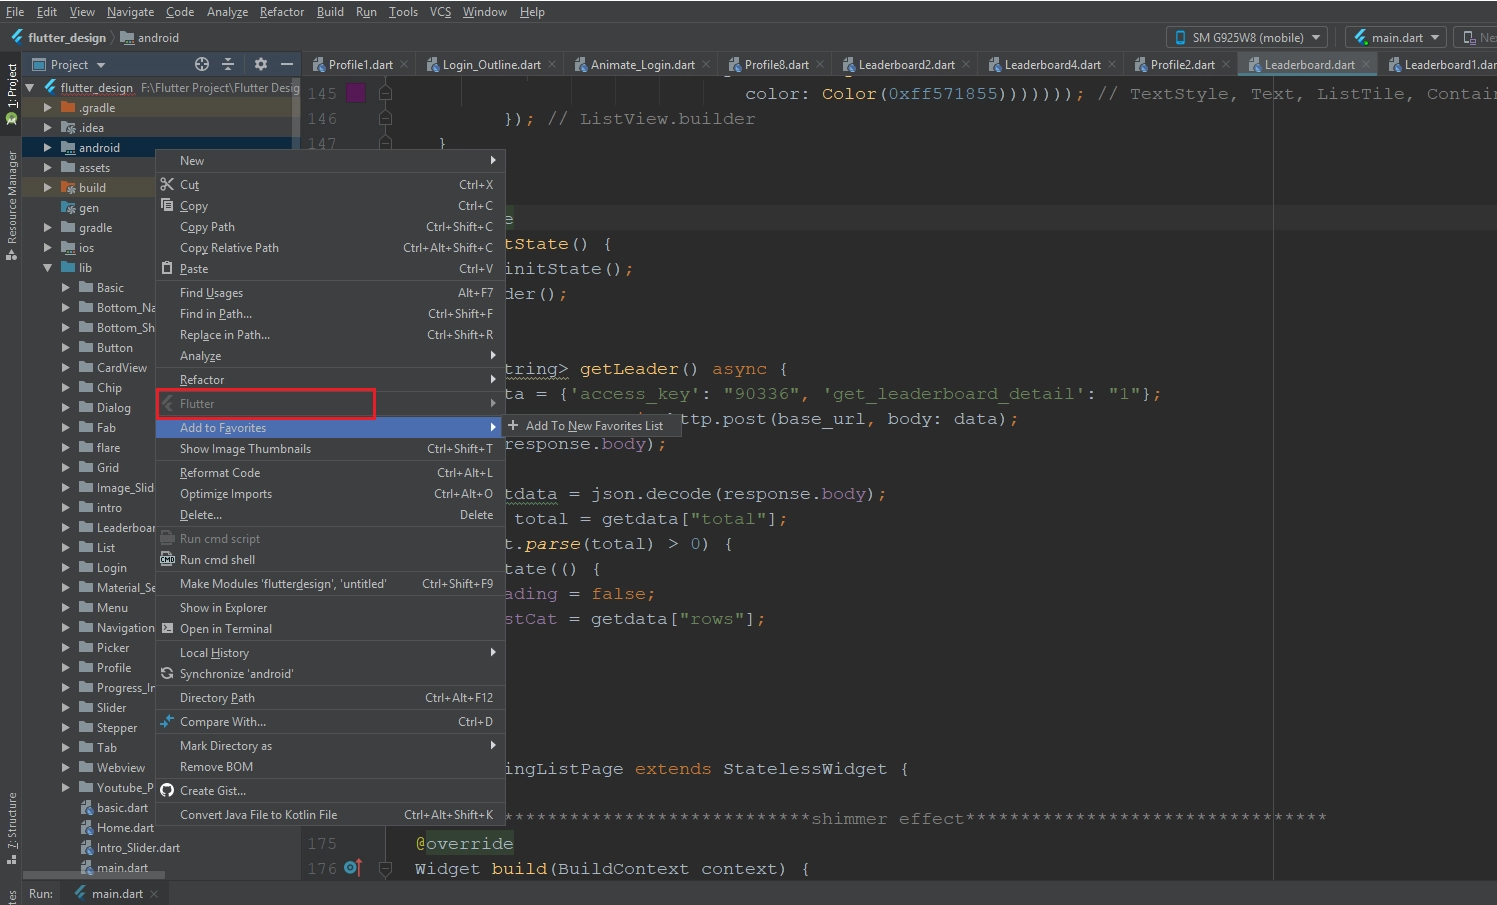 File Edit View Navigate Code Analyze Refactor Build Run Tools VCS Window Help
flutter_design android SM G925W8 (mobile) main.dart
Project Profile1.dart Login_Outline.dart Animate_Login.dart Profile8.dart Leaderboard2.dart Leaderboard4.dart Profile2.dart Leaderboard.dart Leaderboard1.dar
1: Project
Resource Manager
Z: Structure
flutter_design F:\Flutter Project\Flutter Desig
.gradle
.idea
android
assets
build
gen
gradle
ios
lib
Basic
Bottom_Na
Bottom_Sh
Button
CardView
Chip
Dialog
Fab
flare
Grid
Image_Slid
intro
Leaderboar
List
Login
Material_Se
Menu
Navigation
Picker
Profile
Progress_In
Slider
Stepper
Tab
Webview
Youtube_P
basic.dart
Home.dart
Intro_Slider.dart
main.dart
New
Cut Ctrl+X
Copy Ctrl+C
Copy Path Ctrl+Shift+C
Copy Relative Path Ctrl+Alt+Shift+C
Paste Ctrl+V
Find Usages Alt+F7
Find in Path... Ctrl+Shift+F
Replace in Path... Ctrl+Shift+R
Analyze
Refactor
Flutter
Add to Favorites
Add To New Favorites List
Show Image Thumbnails Ctrl+Shift+T
Reformat Code Ctrl+Alt+L
Optimize Imports Ctrl+Alt+O
Delete... Delete
Run cmd script
Run cmd shell
Make Modules 'flutterdesign', 'untitled' Ctrl+Shift+F9
Show in Explorer
Open in Terminal
Local History
Synchronize 'android'
Directory Path Ctrl+Alt+F12
Compare With... Ctrl+D
Mark Directory as
Remove BOM
Create Gist...
Convert Java File to Kotlin File Ctrl+Alt+Shift+K
145 color: Color(0xff571855))))))); // TextStyle, Text, ListTile, Contain
146 }); // ListView.builder
147 }
e
tState() {
initState();
der();
tring> getLeader() async {
ta = {'access_key': "90336", 'get_leaderboard_detail': "1"};
ttp.post(base_url, body: data);
response.body);
tdata = json.decode(response.body);
total = getdata["total"];
t.parse(total) > 0) {
tate(() {
ading = false;
stCat = getdata["rows"];
ingListPage extends StatelessWidget {
****************************shimmer effect*********************************
175 @override
176 Widget build(BuildContext context) {
Run: main.dart